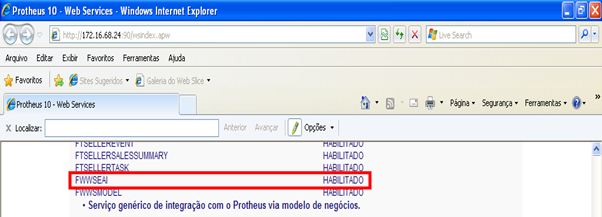 Protheus 10 - Web Services - Windows Internet Explorer
http://172.16.68.24:90/wsindex.apw
Live Search
Arquivo Editar Exibir Favoritos Ferramentas Ajuda
Favoritos Sites Sugeridos Galeria do Web Slice
Protheus 10 - Web Services
Página Segurança Ferramentas
x Localizar: Anterior Avançar Opções
FTSELLEREVENT HABILITADO
FTSELLERSALESSUMMARY HABILITADO
FTSELLERTASK HABILITADO
FWWSEAI HABILITADO
FWWSMODEL HABILITADO
• Serviço genérico de integração com o Protheus via modelo de negócios.